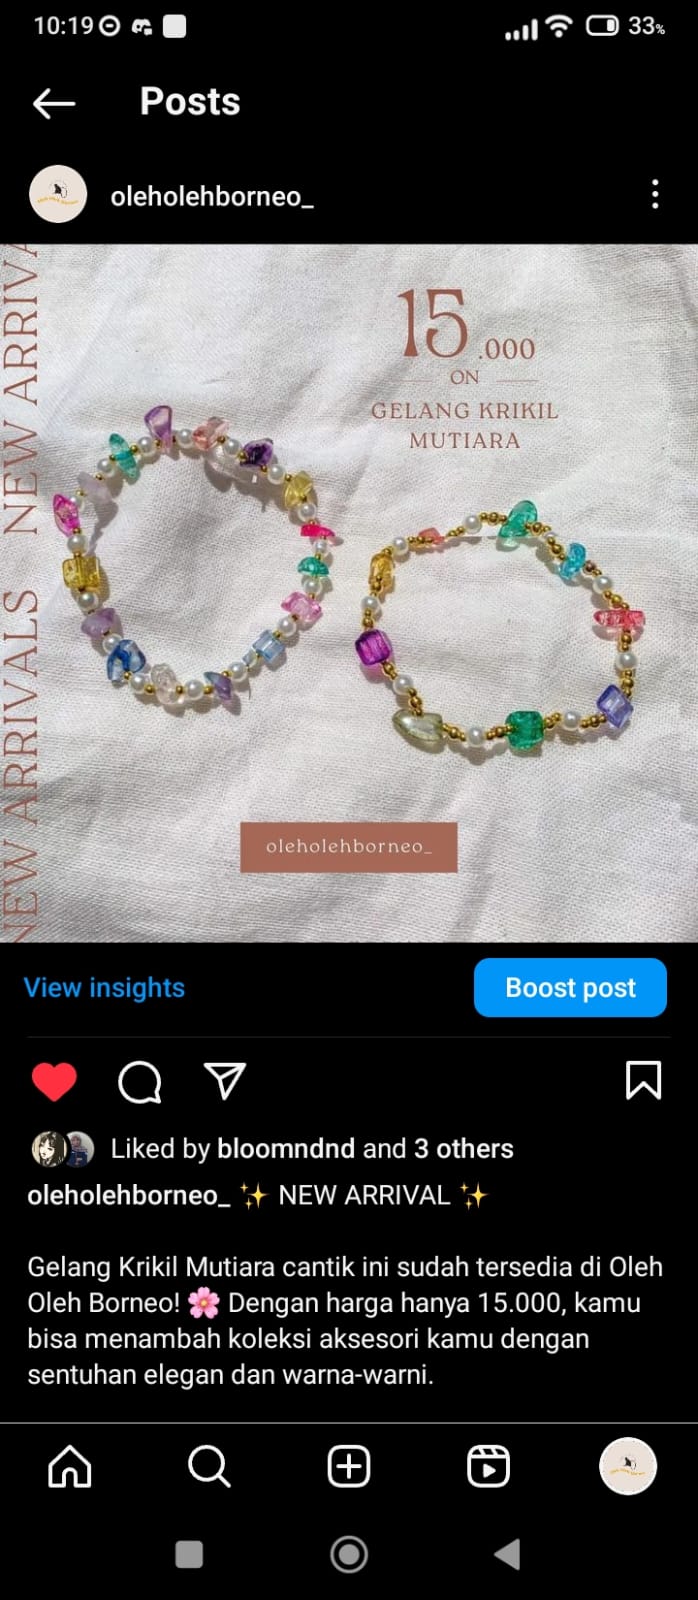 10:19
33%
Posts
oleholehborneo_
NEW ARRIVALS NEW ARRIVA
15.000
ON
GELANG KRIKIL
MUTIARA
oleholehborneo_
View insights
Boost post
Liked by bloomndnd and 3 others
oleholehborneo_ ✨ NEW ARRIVAL ✨
Gelang Krikil Mutiara cantik ini sudah tersedia di Oleh
Oleh Borneo! 🌸 Dengan harga hanya 15.000, kamu
bisa menambah koleksi aksesori kamu dengan
sentuhan elegan dan warna-warni.